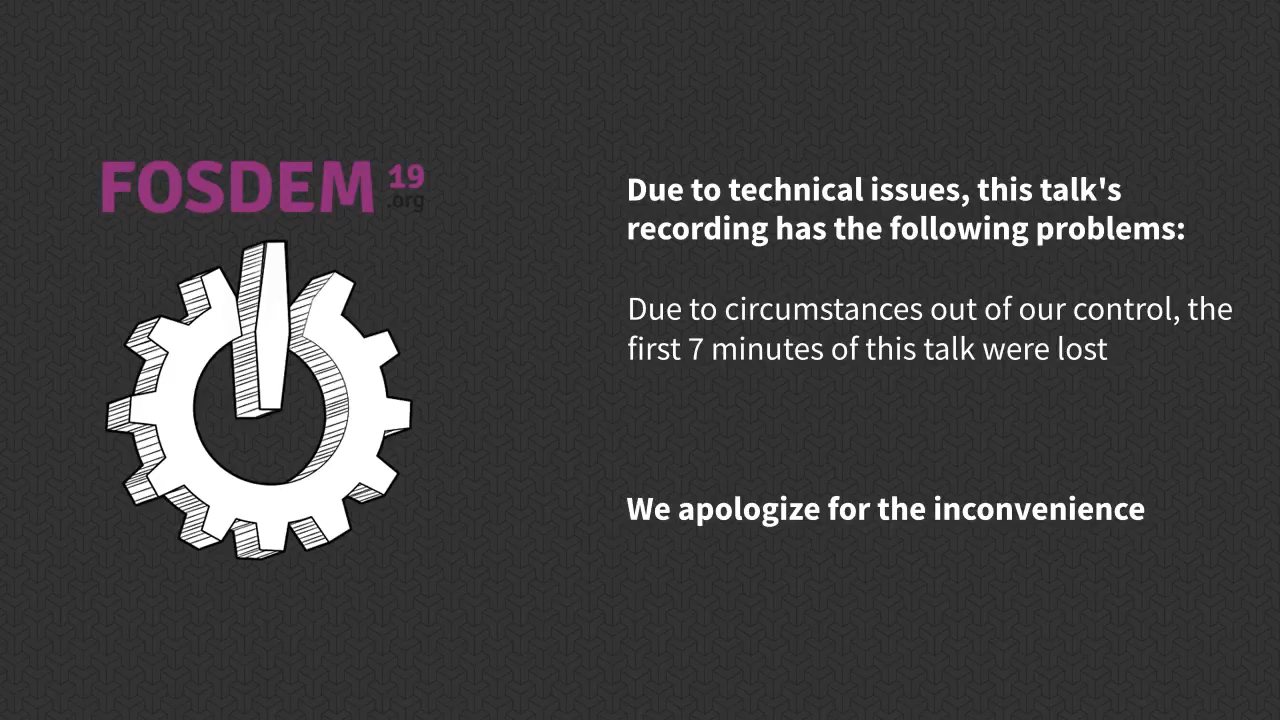 FOSDEM 19
.org
Due to technical issues, this talk's
recording has the following problems:
Due to circumstances out of our control, the
first 7 minutes of this talk were lost
We apologize for the inconvenience